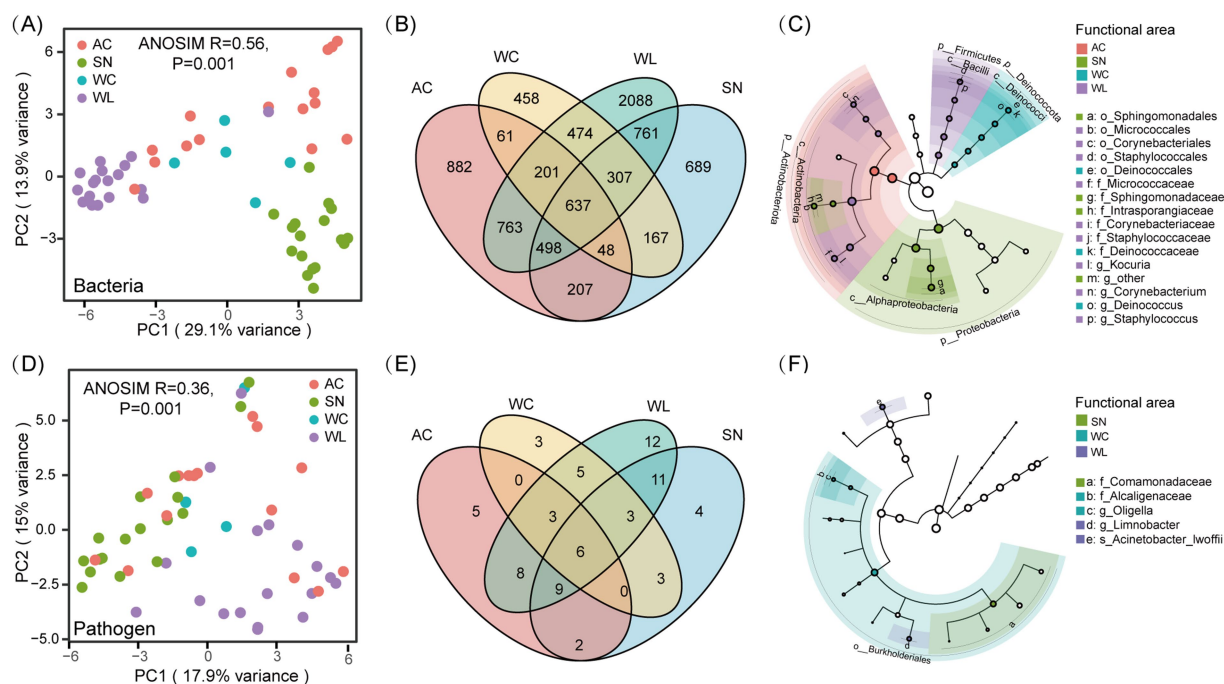 (A)
ANOSIM R=0.56,
P=0.001
AC
SN
WC
WL
Bacteria
6
3
0
−3
−6
−3
0
3
PC2 ( 13.9% variance)
PC1 ( 29.1% variance)
(B)
AC
WC
WL
SN
458
2088
882
61
474
761
689
201
307
637
763
167
498
48
207
(C)
p__Firmicutes
c__Bacilli
p__Deinococcota
c__Deinococci
p__Actinobacteriota
c__Actinobacteria
c__Alphaproteobacteria
p__Proteobacteria
Functional area
AC
SN
WC
WL
a: o_Sphingomonadales
b: o_Micrococcales
c: o_Corynebacteriales
d: o_Staphylococcales
e: o_Deinococcales
f: f_Micrococcaceae
g: f_Sphingomonadaceae
h: f_Intrasporangiaceae
i: f_Corynebacteriaceae
j: f_Staphylococcaceae
k: f_Deinococcaceae
l: g_Kocuria
m: g_other
n: g_Corynebacterium
o: g_Deinococcus
p: g_Staphylococcus
(D)
ANOSIM R=0.36,
P=0.001
AC
SN
WC
WL
Pathogen
5.0
2.5
0.0
−2.5
−5.0
−6
−3
0
3
6
PC2 ( 15% variance)
PC1 ( 17.9% variance)
(E)
AC
WC
WL
SN
3
12
5
0
5
11
4
3
3
6
8
3
9
0
2
(F)
e
b
c
d
a
o__Burkholderiales
Functional area
SN
WC
WL
a: f_Comamonadaceae
b: f_Alcaligenaceae
c: g_Oligella
d: g_Limnobacter
e: s_Acinetobacter_lwoffii